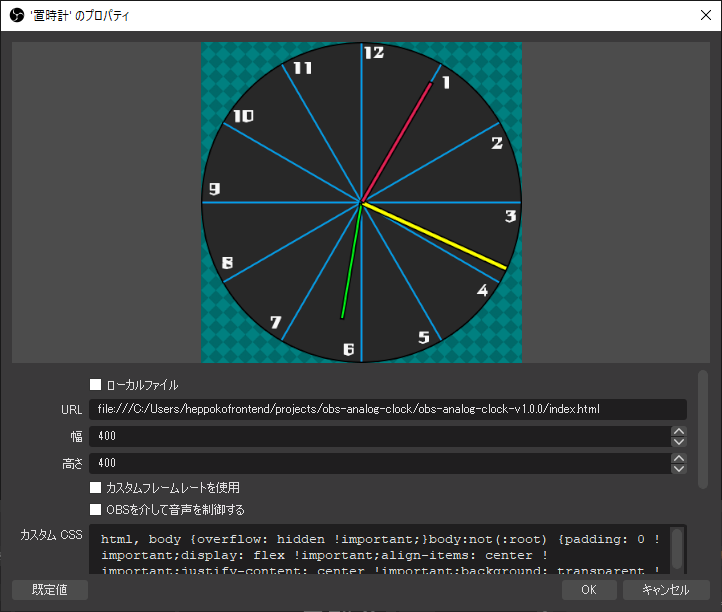 '置時計' のプロパティ
12
11
1
10
2
9
3
8
4
7
5
6
ローカルファイル
URL file:///C:/Users/heppokofrontend/projects/obs-analog-clock/obs-analog-clock-v1.0.0/index.html
幅 400
高さ 400
カスタムフレームレートを使用
OBSを介して音声を制御する
カスタム CSS html, body {overflow: hidden !important;}body:not(:root) {padding: 0 !
important;display: flex !important;align-items: center !
important;justify-content: center !important;background: transparent !
既定値 OK キャンセル